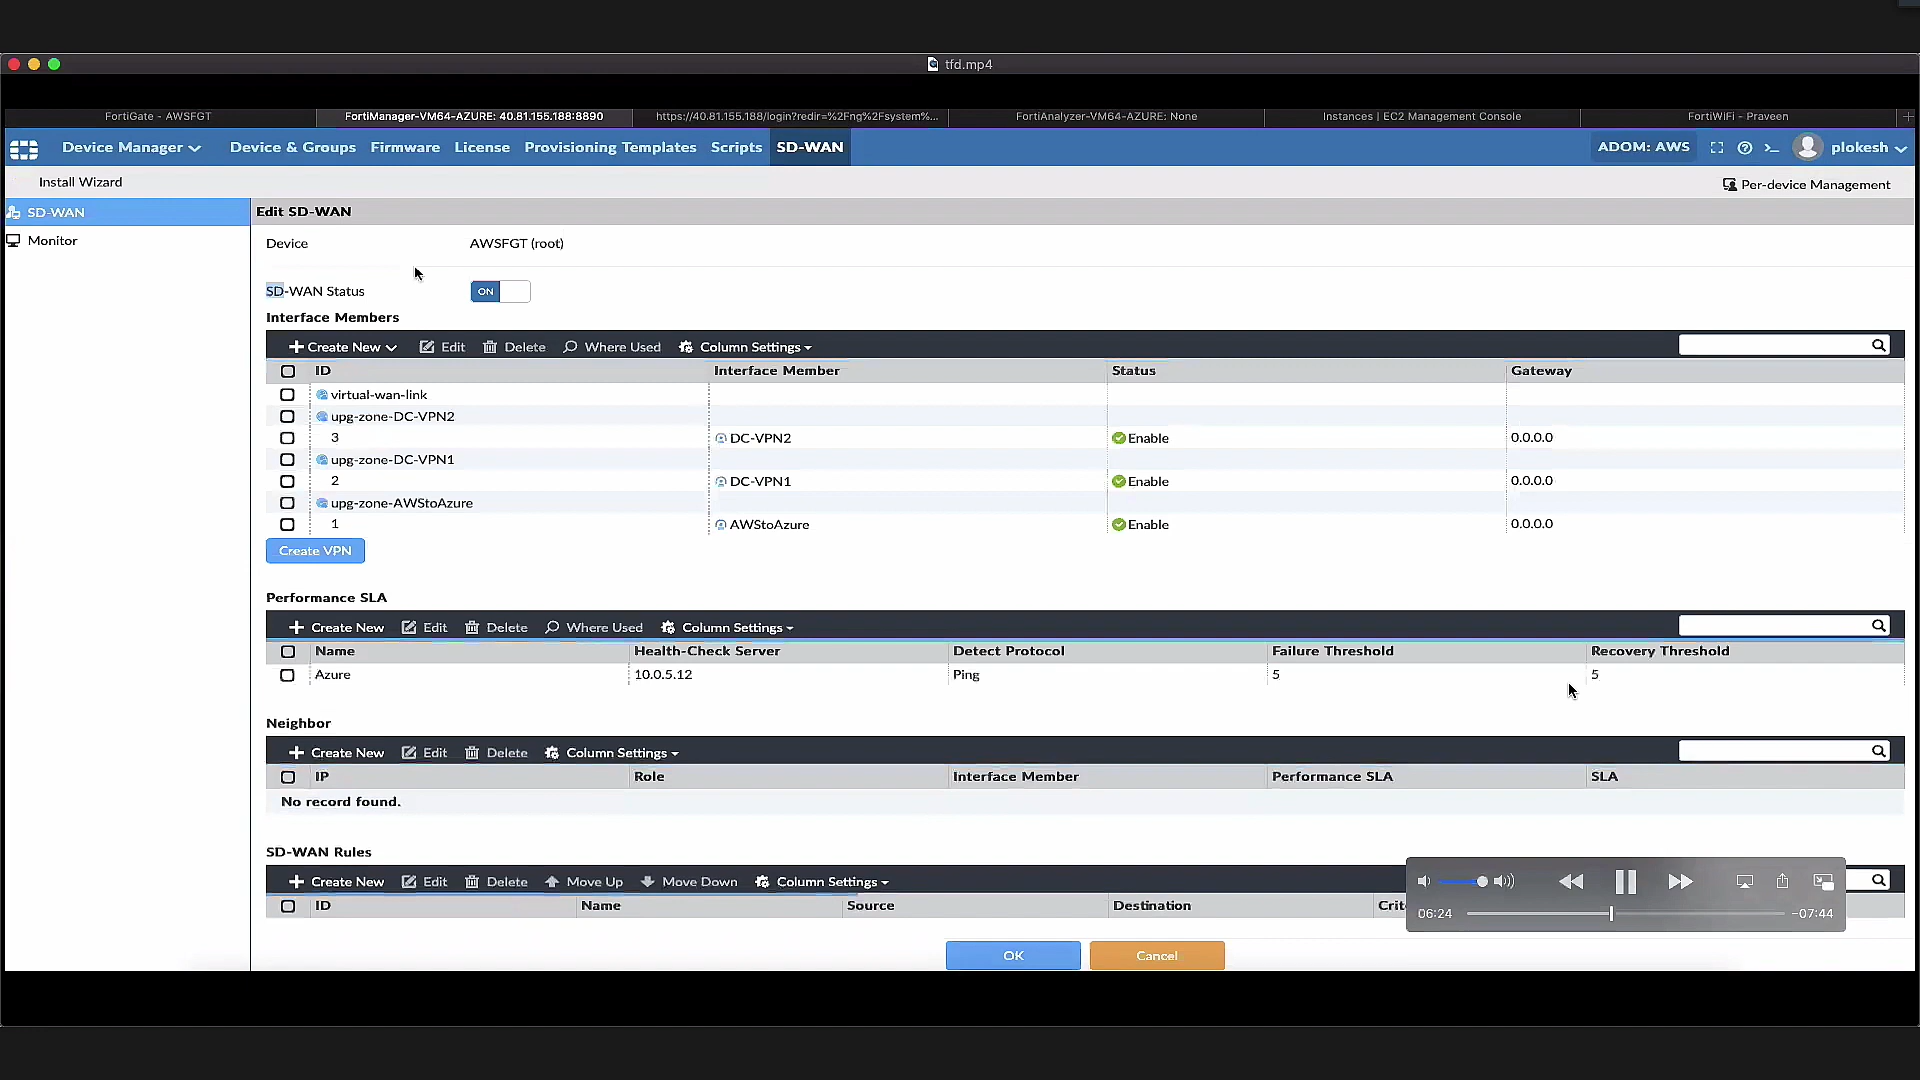 tfd.mp4
FortiGate - AWSFGT
FortiManager-VM64-AZURE: 40.81.155.188:8890
https://40.81.155.188/login?redir=%2Fng%2Fsystem%...
FortiAnalyzer-VM64-AZURE: None
Instances | EC2 Management Console
FortiWiFi - Praveen
Device Manager
Device & Groups
Firmware
License
Provisioning Templates
Scripts
SD-WAN
ADOM: AWS
plokesh
Install Wizard
Per-device Management
SD-WAN
Monitor
Edit SD-WAN
Device AWSFGT (root)
SD-WAN Status ON
Interface Members
Create New Edit Delete Where Used Column Settings
ID Interface Member Status Gateway
virtual-wan-link
upg-zone-DC-VPN2
3 DC-VPN2 Enable 0.0.0.0
upg-zone-DC-VPN1
2 DC-VPN1 Enable 0.0.0.0
upg-zone-AWStoAzure
1 AWStoAzure Enable 0.0.0.0
Create VPN
Performance SLA
Create New Edit Delete Where Used Column Settings
Name Health-Check Server Detect Protocol Failure Threshold Recovery Threshold
Azure 10.0.5.12 Ping 5 5
Neighbor
Create New Edit Delete Column Settings
IP Role Interface Member Performance SLA SLA
No record found.
SD-WAN Rules
Create New Edit Delete Move Up Move Down Column Settings
ID Name Source Destination Crit
06:24 -07:44
OK Cancel